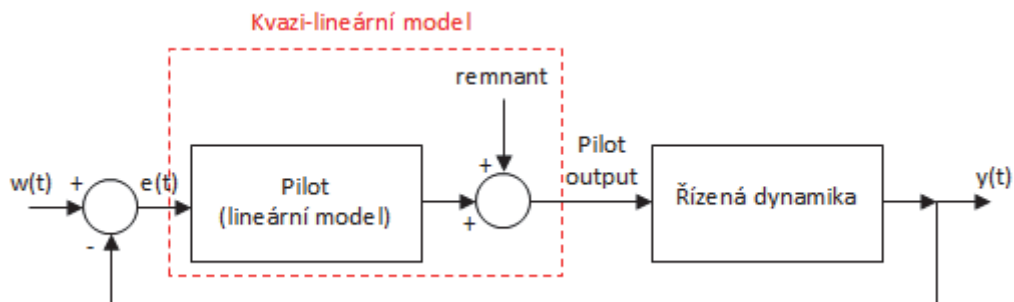 Kvazi-lineární model
remnant
w(t)
+
-
e(t)
Pilot
(lineární model)
+
+
Pilot
output
Řízená dynamika
y(t)